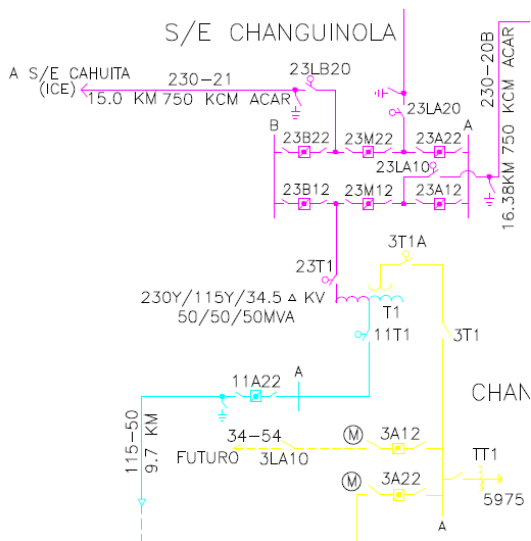 S/E CHANGUINOLA
A S/E CAHUITA
(ICE)
230-21
15.0 KM 750 KCM ACAR
23LB20
23LA20
230-20B
16.38KM 750 KCM ACAR
B
A
23B22
23M22
23A22
23LA10
23B12
23M12
23A12
23T1
3T1A
230Y/115Y/34.5 Δ KV
50/50/50MVA
T1
11T1
3T1
11A22
A
CHAN
115-50
9.7 KM
34-54
FUTURO
3LA10
M
3A12
M
3A22
TT1
5975
A